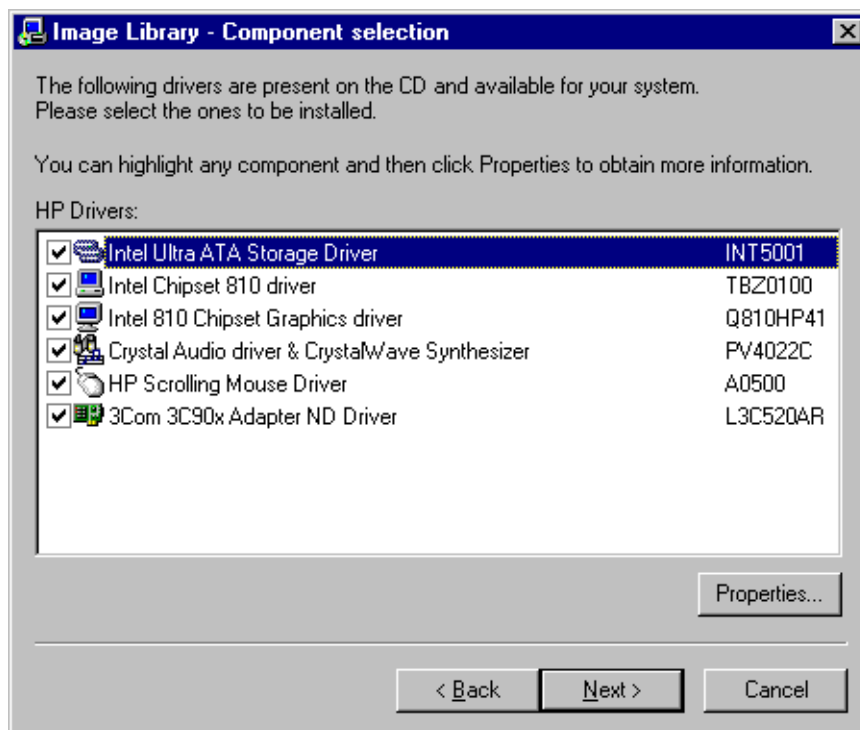 Image Library - Component selection
The following drivers are present on the CD and available for your system.
Please select the ones to be installed.
You can highlight any component and then click Properties to obtain more information.
HP Drivers:
Intel Ultra ATA Storage Driver INT5001
Intel Chipset 810 driver TBZ0100
Intel 810 Chipset Graphics driver Q810HP41
Crystal Audio driver & CrystalWave Synthesizer PV4022C
HP Scrolling Mouse Driver A0500
3Com 3C90x Adapter ND Driver L3C520AR
Properties...
< Back Next > Cancel